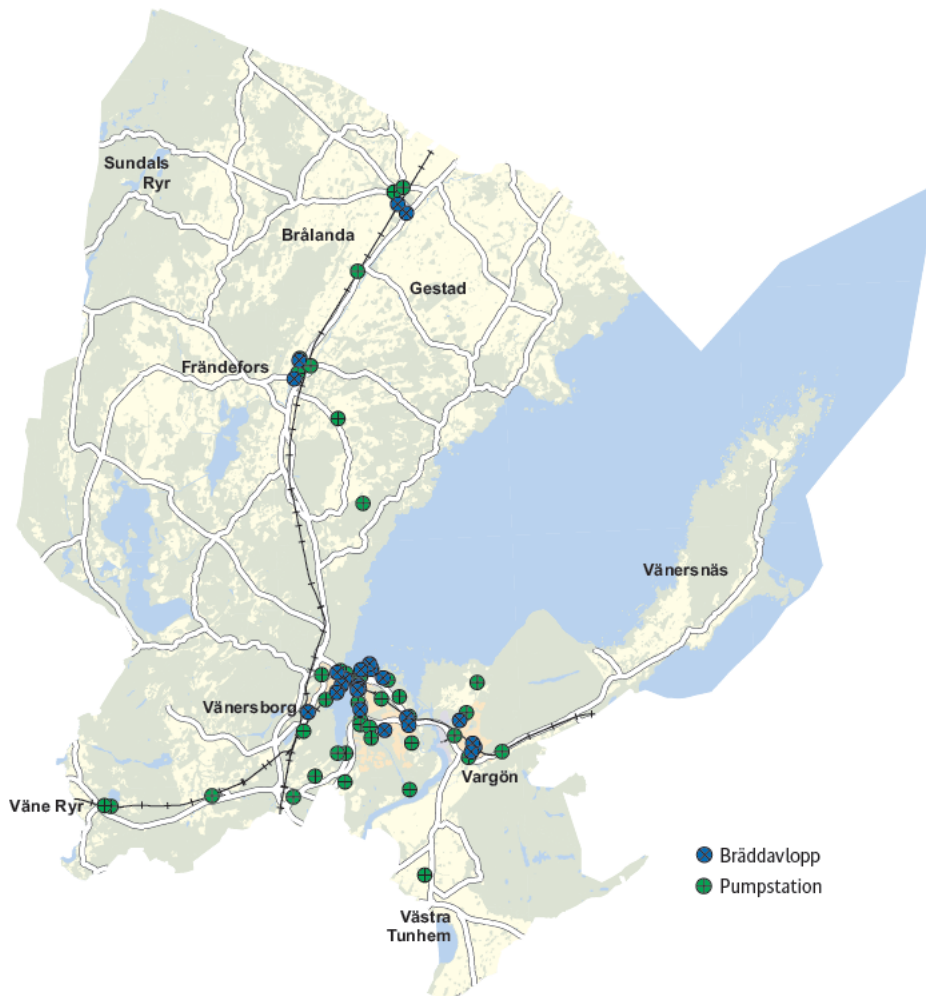 Sundals
Ryr
Brålanda
Gestad
Frändefors
Vänersnäs
Vänersborg
Vargön
Väne Ryr
Bräddavlopp
Pumpstation
Västra
Tunhem